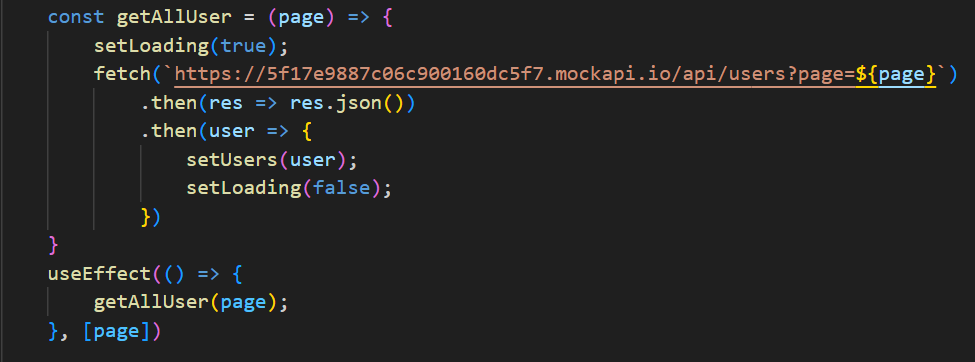 const getAllUser = (page) => {
setLoading(true);
fetch(`https://5f17e9887c06c900160dc5f7.mockapi.io/api/users?page=${page}`)
.then(res => res.json())
.then(user => {
setUsers(user);
setLoading(false);
})
}
useEffect(() => {
getAllUser(page);
}, [page])